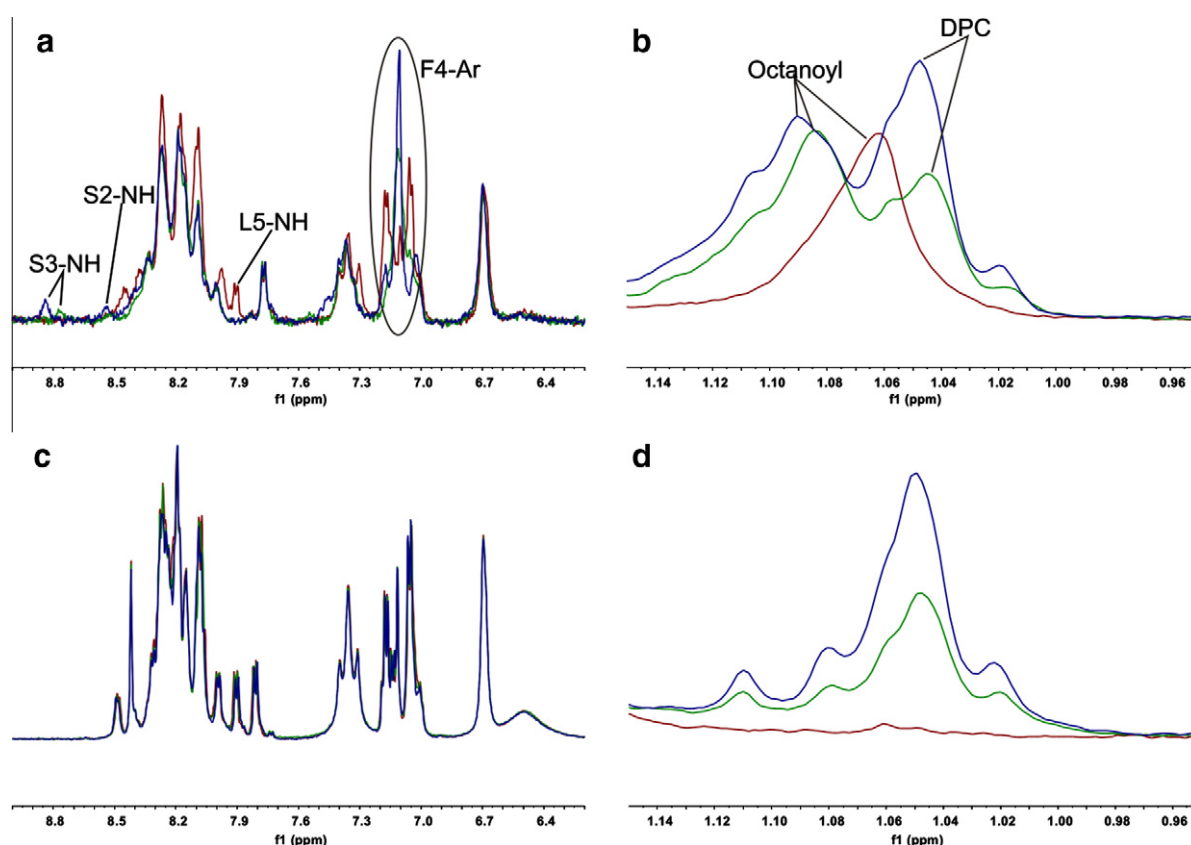 a
F4-Ar
S2-NH
L5-NH
S3-NH
8.8 8.5 8.2 7.9 7.6 7.3 7.0 6.7 6.4
f1 (ppm)
b
DPC
Octanoyl
1.14 1.12 1.10 1.08 1.06 1.04 1.02 1.00 0.98 0.96
f1 (ppm)
c
8.8 8.5 8.2 7.9 7.6 7.3 7.0 6.7 6.4
f1 (ppm)
d
1.14 1.12 1.10 1.08 1.06 1.04 1.02 1.00 0.98 0.96
f1 (ppm)